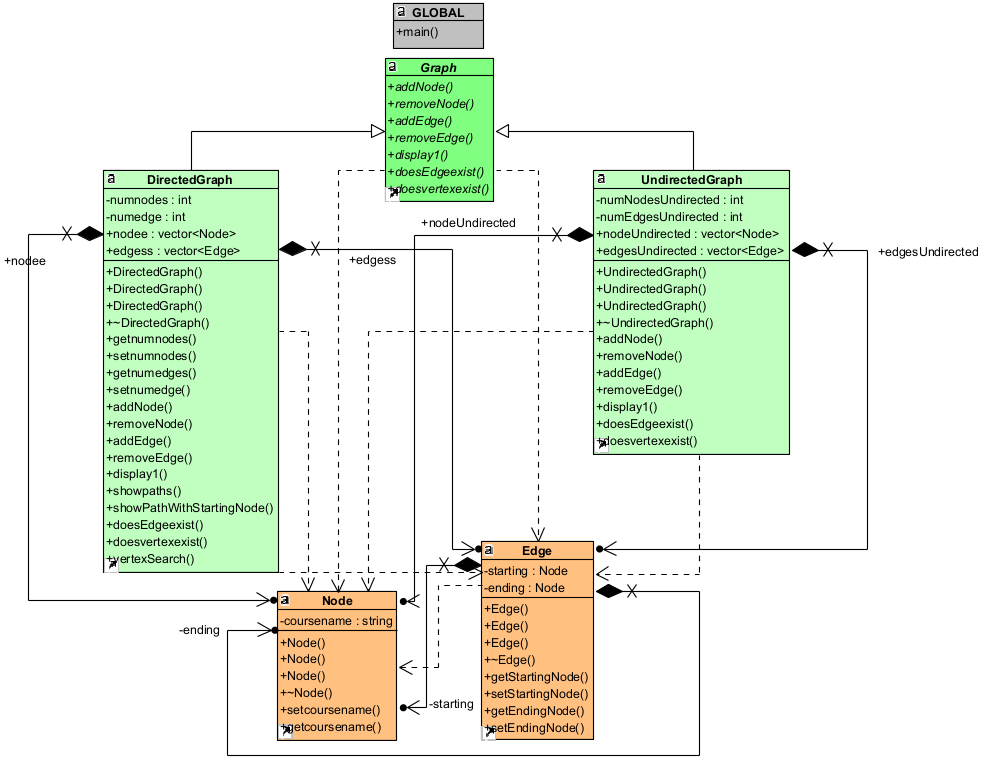 a GLOBAL
+main()
a Graph
+addNode()
+removeNode()
+addEdge()
+removeEdge()
+display1()
+doesEdgeexist()
+doesvertexexist()
a
DirectedGraph
-numnodes : int
-numedge : int
+nodee : vector<Node>
+edgess : vector<Edge>
+DirectedGraph()
+DirectedGraph()
+DirectedGraph()
+~DirectedGraph()
+getnumnodes()
+setnumnodes()
+getnumedges()
+setnumedge()
+addNode()
+removeNode()
+addEdge()
+removeEdge()
+display1()
+showpaths()
+showPathWithStartingNode()
+doesEdgeexist()
+doesvertexexist()
+vertexSearch()
a
UndirectedGraph
-numNodesUndirected : int
-numEdgesUndirected : int
+nodeUndirected : vector<Node>
+edgesUndirected : vector<Edge>
+UndirectedGraph()
+UndirectedGraph()
+UndirectedGraph()
+~UndirectedGraph()
+addNode()
+removeNode()
+addEdge()
+removeEdge()
+display1()
+doesEdgeexist()
+doesvertexexist()
+nodee
+edgess
+nodeUndirected
+edgesUndirected
a Edge
-starting : Node
-ending : Node
+Edge()
+Edge()
+Edge()
+~Edge()
+getStartingNode()
+setStartingNode()
+getEndingNode()
+setEndingNode()
a Node
-coursename : string
+Node()
+Node()
+Node()
+~Node()
+setcoursename()
+getcoursename()
-ending
-starting